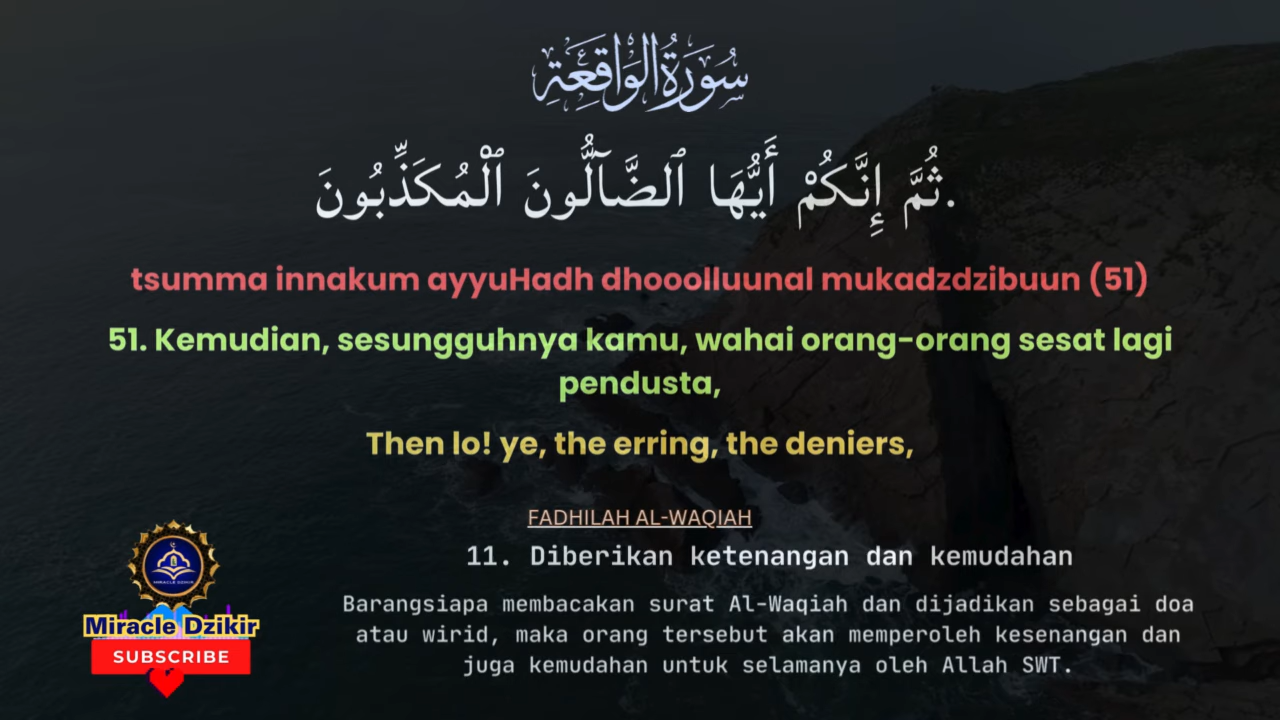 سُورَةُ الوَاقِعَةِ
ثُمَّ إِنَّكُمْ أَيُّهَا ٱلضَّآلُّونَ ٱلْمُكَذِّبُونَ.
tsumma innakum ayyuHadh dhooolluunal mukadzdzibuun (51)
51. Kemudian, sesungguhnya kamu, wahai orang-orang sesat lagi
pendusta,
Then lo! ye, the erring, the deniers,
FADHILAH AL-WAQIAH
11. Diberikan ketenangan dan kemudahan
Barangsiapa membacakan surat Al-Waqiah dan dijadikan sebagai doa
atau wirid, maka orang tersebut akan memperoleh kesenangan dan
juga kemudahan untuk selamanya oleh Allah SWT.
MIRACLE DZIKIR
Miracle Dzikir
SUBSCRIBE